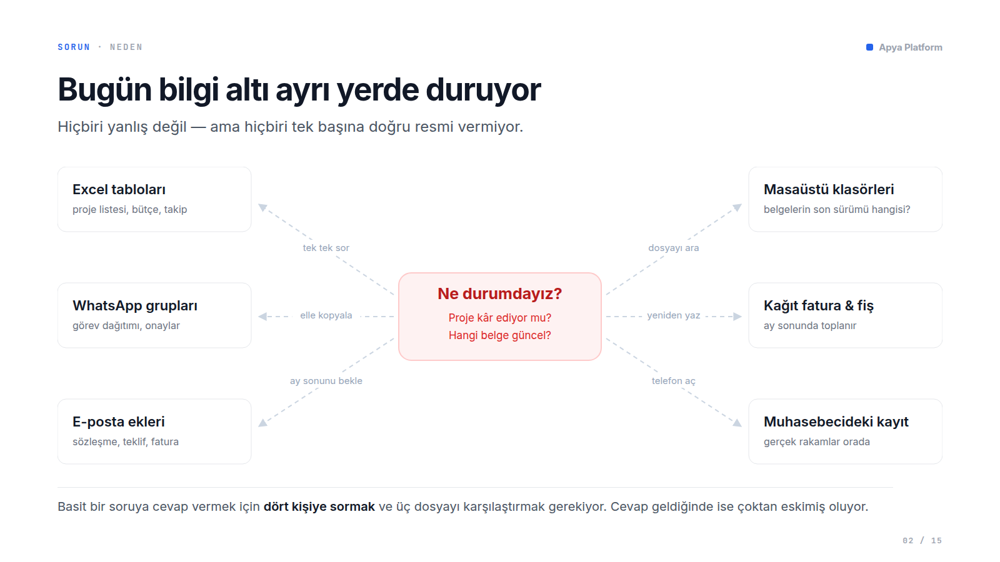 SORUN · NEDEN
Apya Platform
Bugün bilgi altı ayrı yerde duruyor
Hiçbiri yanlış değil — ama hiçbiri tek başına doğru resmi vermiyor.
Excel tabloları
proje listesi, bütçe, takip
Masaüstü klasörleri
belgelerin son sürümü hangisi?
tek tek sor
dosyayı ara
Ne durumdayız?
Proje kâr ediyor mu?
Hangi belge güncel?
WhatsApp grupları
görev dağıtımı, onaylar
elle kopyala
yeniden yaz
Kağıt fatura & fiş
ay sonunda toplanır
ay sonunu bekle
telefon aç
E-posta ekleri
sözleşme, teklif, fatura
Muhasebecideki kayıt
gerçek rakamlar orada
Basit bir soruya cevap vermek için dört kişiye sormak ve üç dosyayı karşılaştırmak gerekiyor. Cevap geldiğinde ise çoktan eskimiş oluyor.
02 / 15